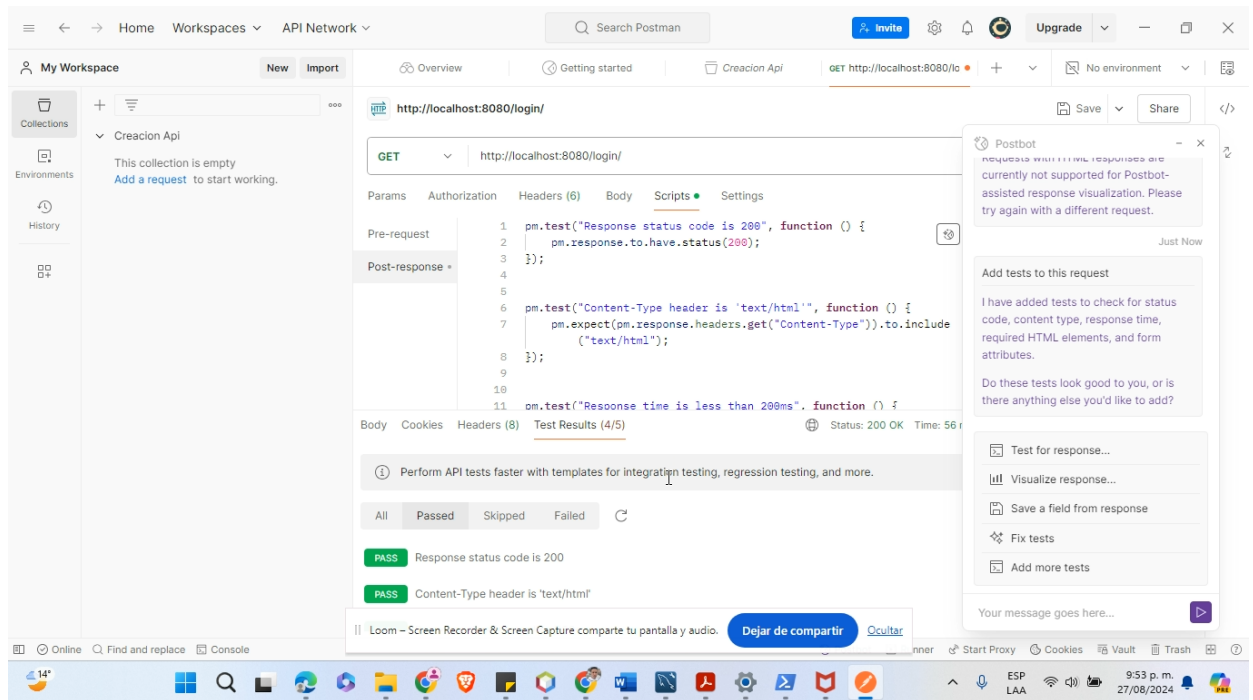 Home Workspaces API Network Search Postman Invite Upgrade
My Workspace New Import Overview Getting started Creacion Api GET http://localhost:8080/lo No environment
Collections
Environments
History
Creacion Api
This collection is empty
Add a request to start working.
HTTP http://localhost:8080/login/ Save Share
GET http://localhost:8080/login/
Params Authorization Headers (6) Body Scripts Settings
Pre-request
Post-response
1 pm.test("Response status code is 200", function () {
2 pm.response.to.have.status(200);
3 });
4
5
6 pm.test("Content-Type header is 'text/html'", function () {
7 pm.expect(pm.response.headers.get("Content-Type")).to.include
("text/html");
8 });
9
10
11 pm.test("Response time is less than 200ms", function () {
Body Cookies Headers (8) Test Results (4/5) Status: 200 OK Time: 56
Perform API tests faster with templates for integration testing, regression testing, and more.
All Passed Skipped Failed
PASS Response status code is 200
PASS Content-Type header is 'text/html'
Postbot
Requests with HTML responses are
currently not supported for Postbot-
assisted response visualization. Please
try again with a different request.
Just Now
Add tests to this request
I have added tests to check for status
code, content type, response time,
required HTML elements, and form
attributes.
Do these tests look good to you, or is
there anything else you'd like to add?
Test for response...
Visualize response...
Save a field from response
Fix tests
Add more tests
Your message goes here...
Loom – Screen Recorder & Screen Capture comparte tu pantalla y audio. Dejar de compartir Ocultar
Online Find and replace Console Start Proxy Cookies Vault Trash
14° ESP 9:53 p. m.
LAA 27/08/2024
PRE